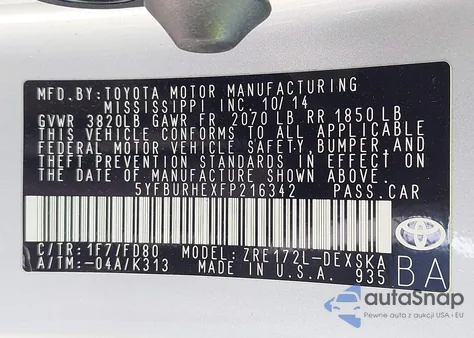 MFD.BY: TOYOTA MOTOR MANUFACTURING
MISSISSIPPI INC. 10/14
GVWR 3820LB GAWR FR 2070 LB RR 1850 LB
THIS VEHICLE CONFORMS TO ALL APPLICABLE
FEDERAL MOTOR VEHICLE SAFETY, BUMPER, AND
THEFT PREVENTION STANDARDS IN EFFECT ON
THE DATE OF MANUFACTURE SHOWN ABOVE.
5YFBURHEXFP216342 PASS.CAR
C/TR: 1F7/FD80 MODEL: ZRE172L-DEXSKA
A/TM: -04A/K313 MADE IN U.S.A. 935
TOYOTA
BA
autoSnap
Pewne auta z aukcji USA i EU